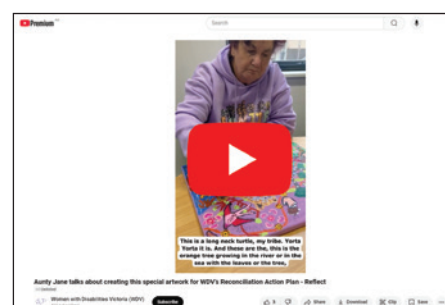 Premium
Search
This is a long neck turtle, my tribe. Yorta
Yorta it is. And these are the, this is the
orange tree growing in the river or in the
sea with the leaves or the tree,
Aunty Jane talks about creating this special artwork for WDV's Reconciliation Action Plan - Reflect
Women with Disabilities Victoria (WDV)
Subscribe
Share
Download
Clip
Save